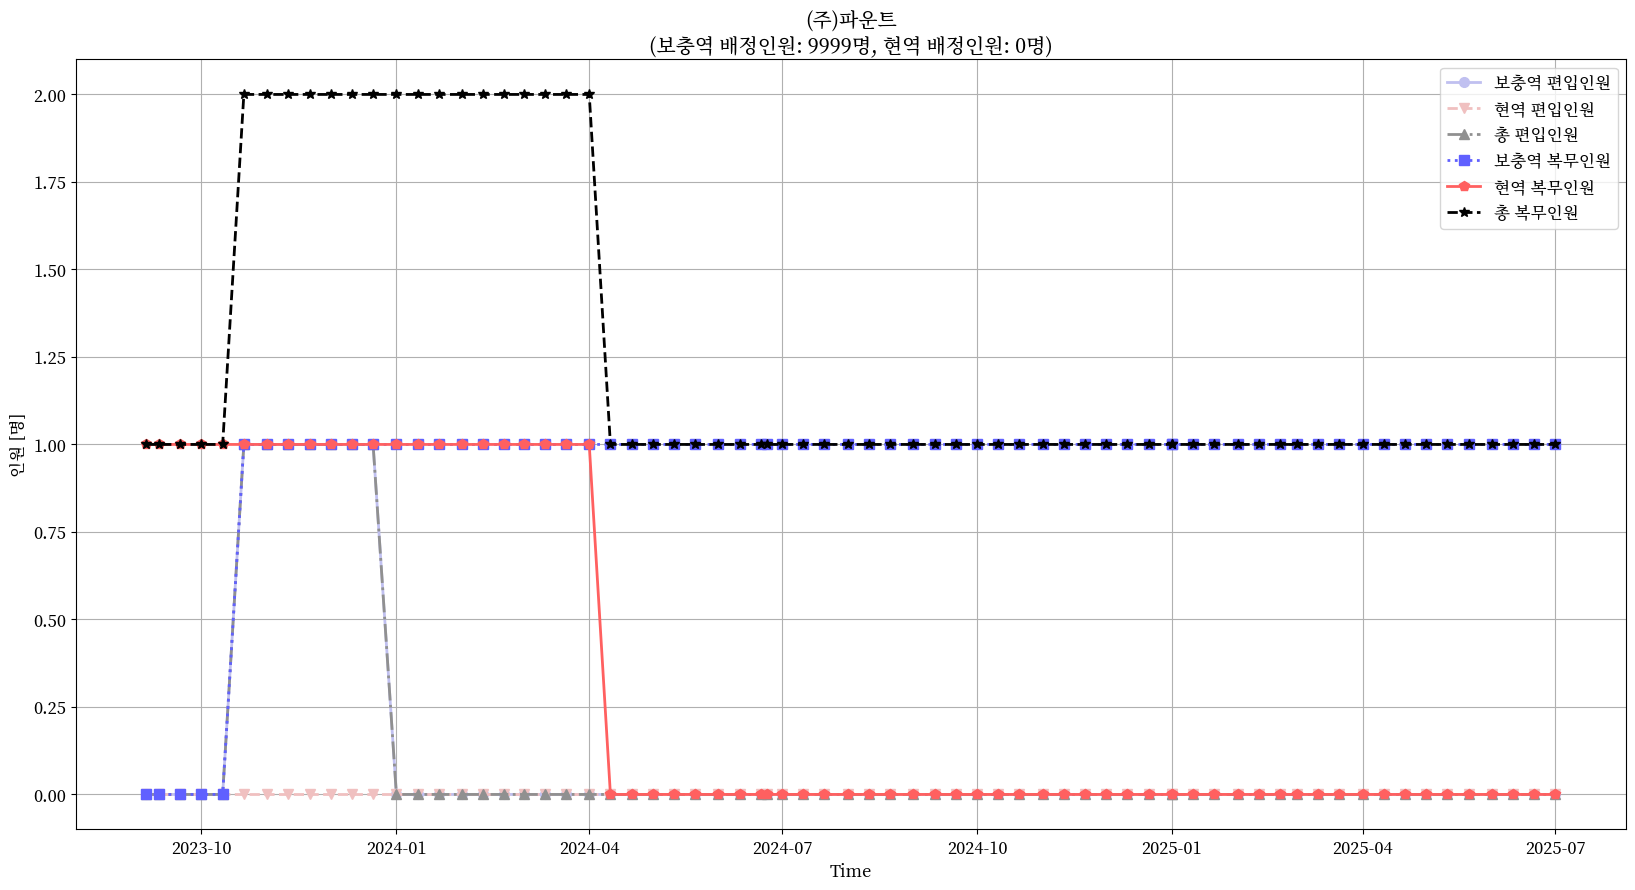 (주)파운트
(보충역 배정인원: 9999명, 현역 배정인원: 0명)
보충역 편입인원
현역 편입인원
총 편입인원
보충역 복무인원
현역 복무인원
총 복무인원
2.00
1.75
1.50
1.25
1.00
0.75
0.50
0.25
0.00
인원 [명]
2023-10 2024-01 2024-04 2024-07 2024-10 2025-01 2025-04 2025-07
Time